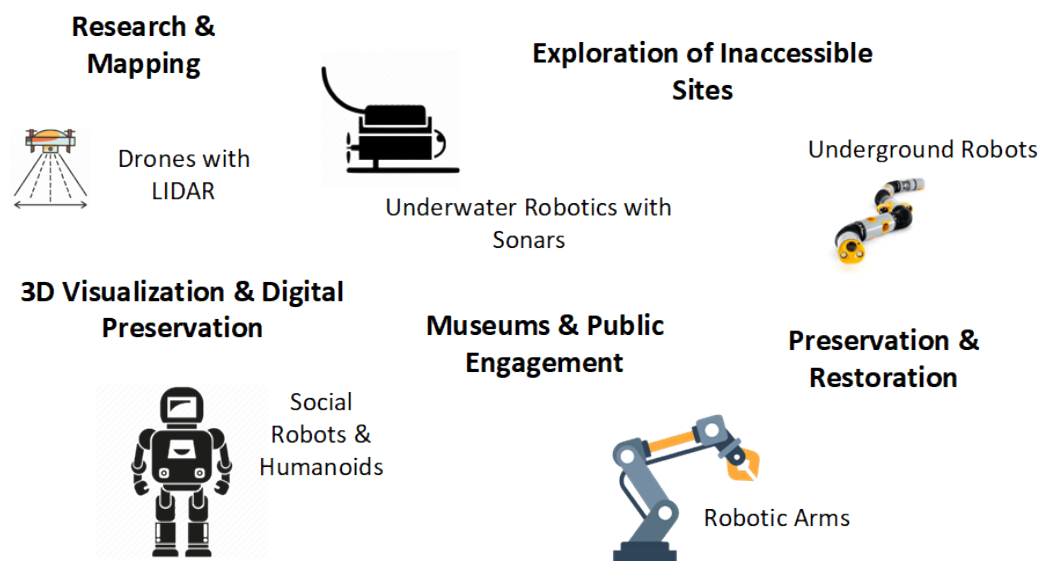 Research &
Mapping
Exploration of Inaccessible
Sites
Drones with
LIDAR
Underwater Robotics with
Sonars
Underground Robots
3D Visualization & Digital
Preservation
Museums & Public
Engagement
Preservation &
Restoration
Social
Robots &
Humanoids
Robotic Arms